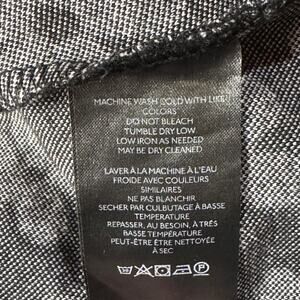 MACHINE WASH COLD WITH LIKE
COLORS
DO NOT BLEACH
TUMBLE DRY LOW
LOW IRON AS NEEDED
MAY BE DRY CLEANED
LAVER À LA MACHINE À L'EAU
FROIDE AVEC COULEURS
SIMILAIRES
NE PAS BLANCHIR
SECHER PAR CULBUTAGE À BASSE
TEMPERATURE
REPASSER, AU BESOIN, À TRÈS
BASSE TEMPÉRATURE
PEUT-ÊTRE ÊTRE NETTOYÉE
À SEC
P